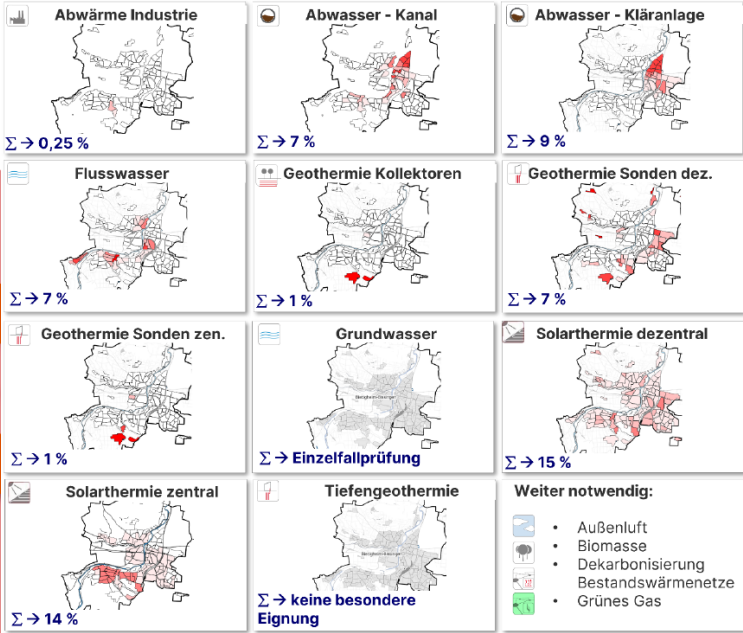 Abwärme Industrie
Σ → 0,25 %
Abwasser - Kanal
Σ → 7 %
Abwasser - Kläranlage
Σ → 9 %
Flusswasser
Σ → 7 %
Geothermie Kollektoren
Σ → 1 %
Geothermie Sonden dez.
Σ → 7 %
Geothermie Sonden zen.
Σ → 1 %
Grundwasser
Σ → Einzelfallprüfung
Solarthermie dezentral
Σ → 15 %
Solarthermie zentral
Σ → 14 %
Tiefengeothermie
Σ → keine besondere
Eignung
Weiter notwendig:
• Außenluft
• Biomasse
• Dekarbonisierung
Bestandswärmenetze
• Grünes Gas